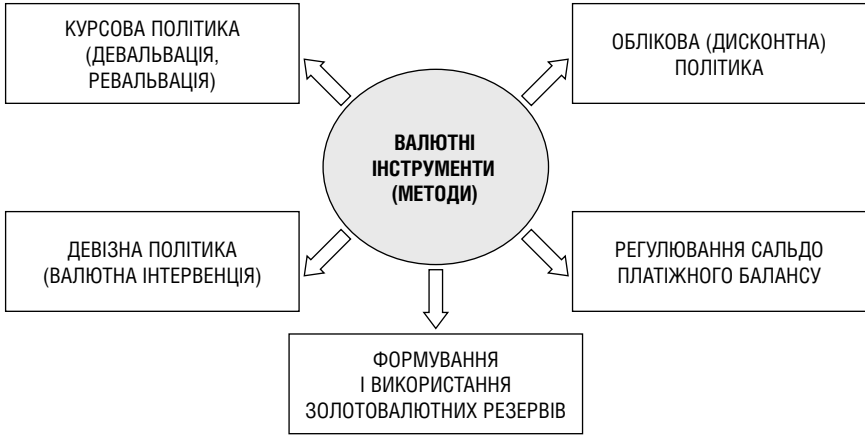 КУРСОВА ПОЛІТИКА
(ДЕВАЛЬВАЦІЯ,
РЕВАЛЬВАЦІЯ)
ОБЛІКОВА (ДИСКОНТНА)
ПОЛІТИКА
ВАЛЮТНІ
ІНСТРУМЕНТИ
(МЕТОДИ)
ДЕВІЗНА ПОЛІТИКА
(ВАЛЮТНА ІНТЕРВЕНЦІЯ)
РЕГУЛЮВАННЯ САЛЬДО
ПЛАТІЖНОГО БАЛАНСУ
ФОРМУВАННЯ
І ВИКОРИСТАННЯ
ЗОЛОТОВАЛЮТНИХ РЕЗЕРВІВ